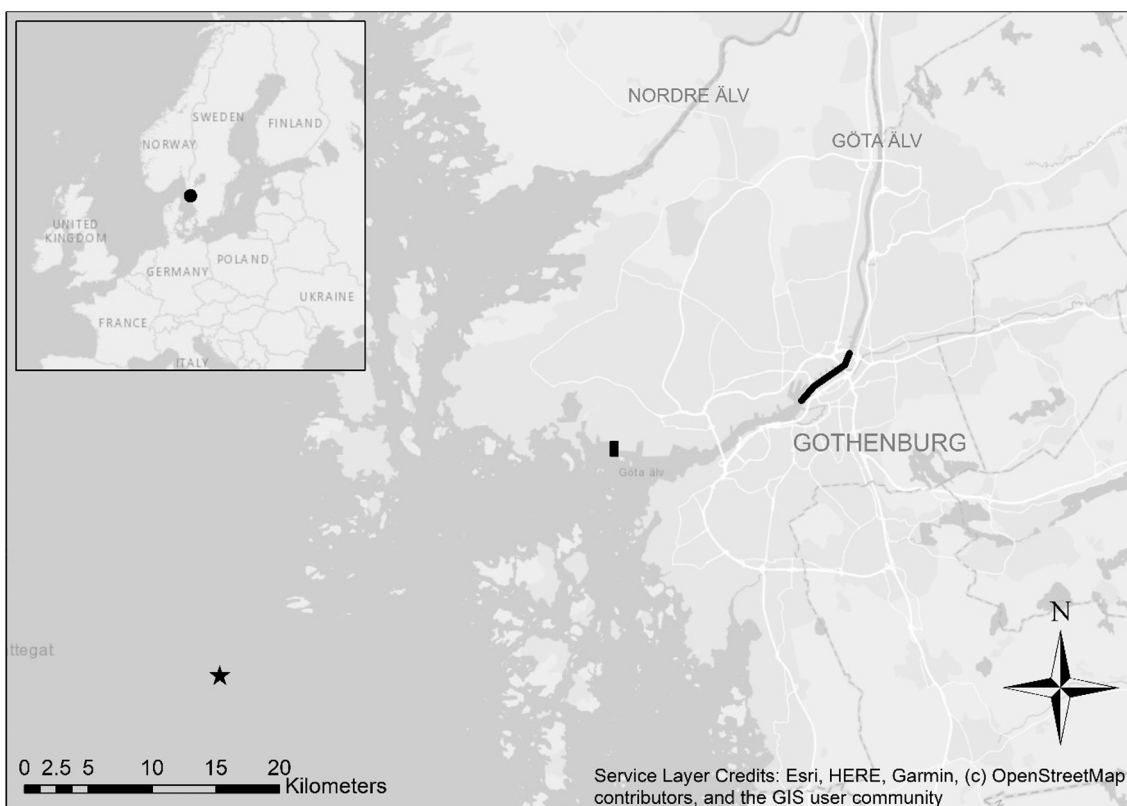 SWEDEN
FINLAND
NORWAY
UNITED
KINGDOM
GERMANY
POLAND
UKRAINE
FRANCE
ITALY
NORDRE ÄLV
GÖTA ÄLV
GOTHENBURG
Göta älv
ttegat
N
0 2.5 5 10 15 20
Kilometers
Service Layer Credits: Esri, HERE, Garmin, (c) OpenStreetMap
contributors, and the GIS user community